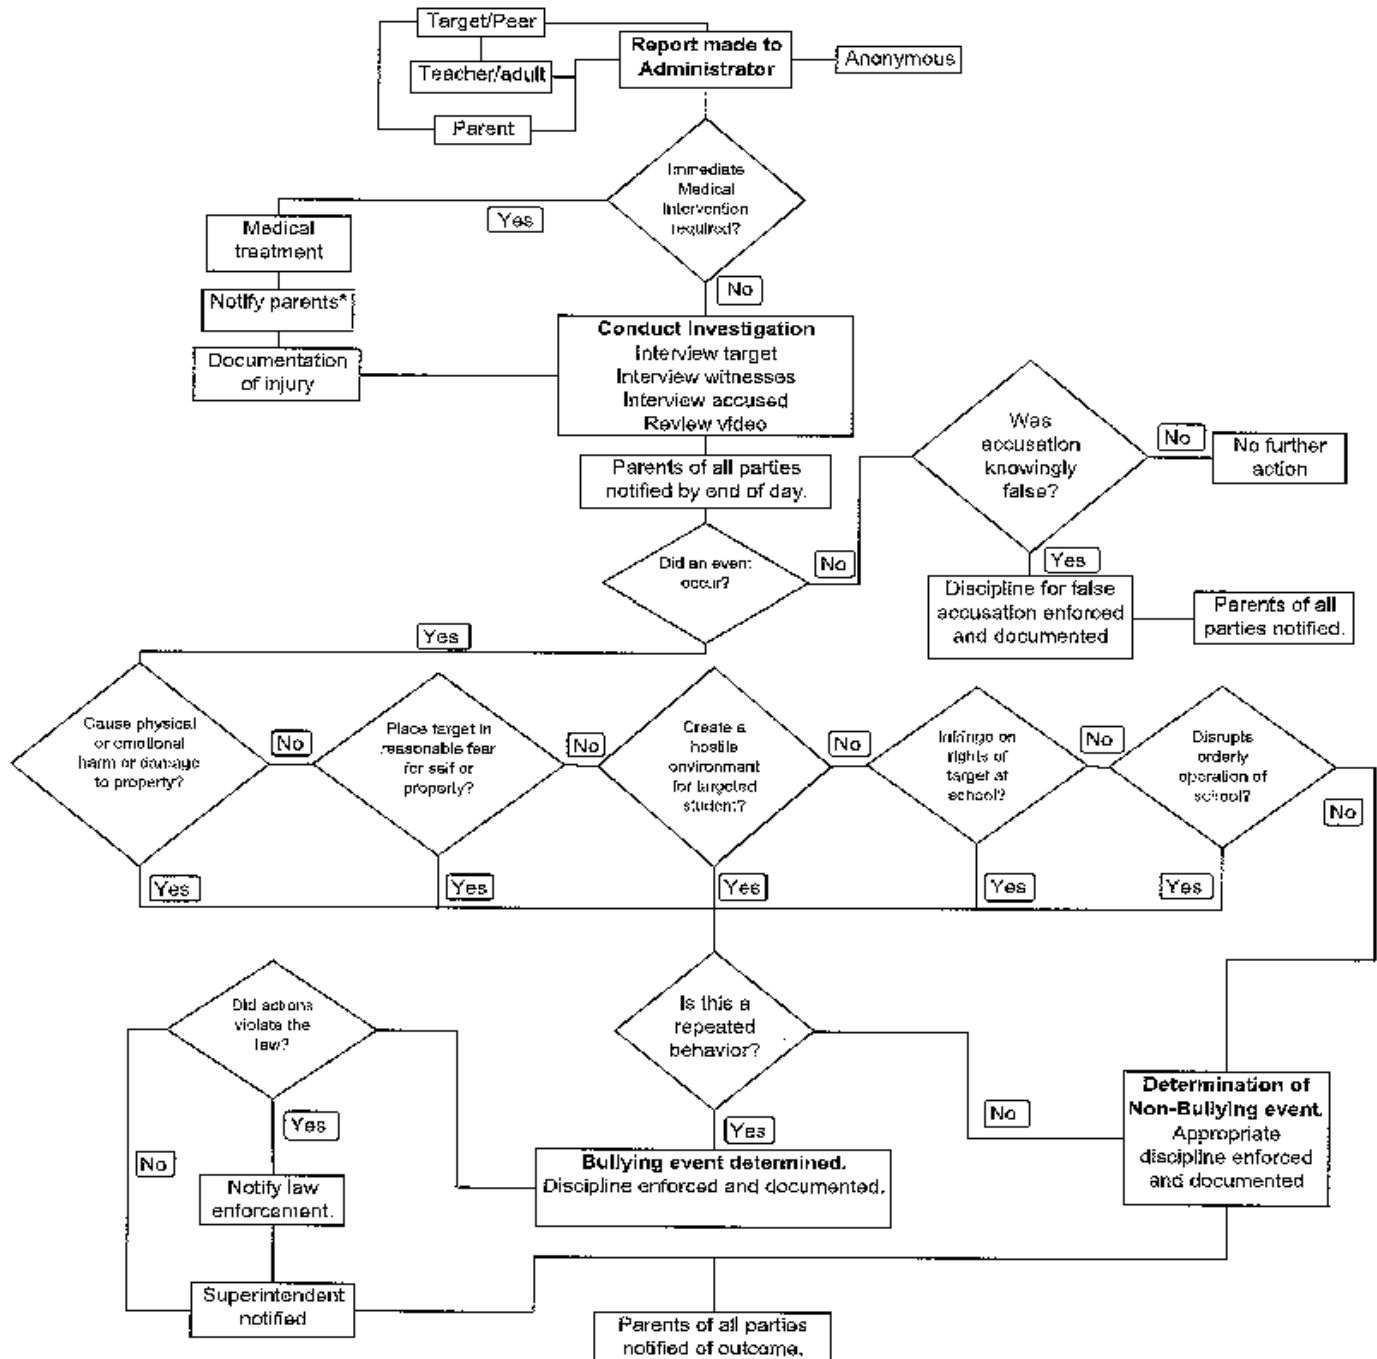 Target/Peer
Report made to
Administrator
Anonymous
Teacher/adult
Parent
Immediate
Medical
Intervention
required?
Yes
Medical
treatment
No
Notify parents*
Conduct Investigation
Interview target
Interview witnesses
Interview accused
Review video
Documentation
of injury
Was
accusation
knowingly
false?
No
No further
action
Parents of all parties
notified by end of day.
Did an event
occur?
No
Yes
Discipline for false
accusation enforced
and documented
Parents of all
parties notified.
Yes
Cause physical
or emotional
harm or damage
to property?
No
Place target in
reasonable fear
for self or
property?
No
Create a
hostile
environment
for targeted
student?
No
Infringe on
rights of
target at
school?
No
Disrupts
orderly
operation of
school?
No
Yes
Yes
Yes
Yes
Yes
Did actions
violate the
law?
Is this a
repeated
behavior?
Determination of
Non-Bullying event.
Appropriate
discipline enforced
and documented
No
Yes
Yes
No
Bullying event determined.
Discipline enforced and documented.
Notify law
enforcement.
Superintendent
notified
Parents of all parties
notified of outcome.